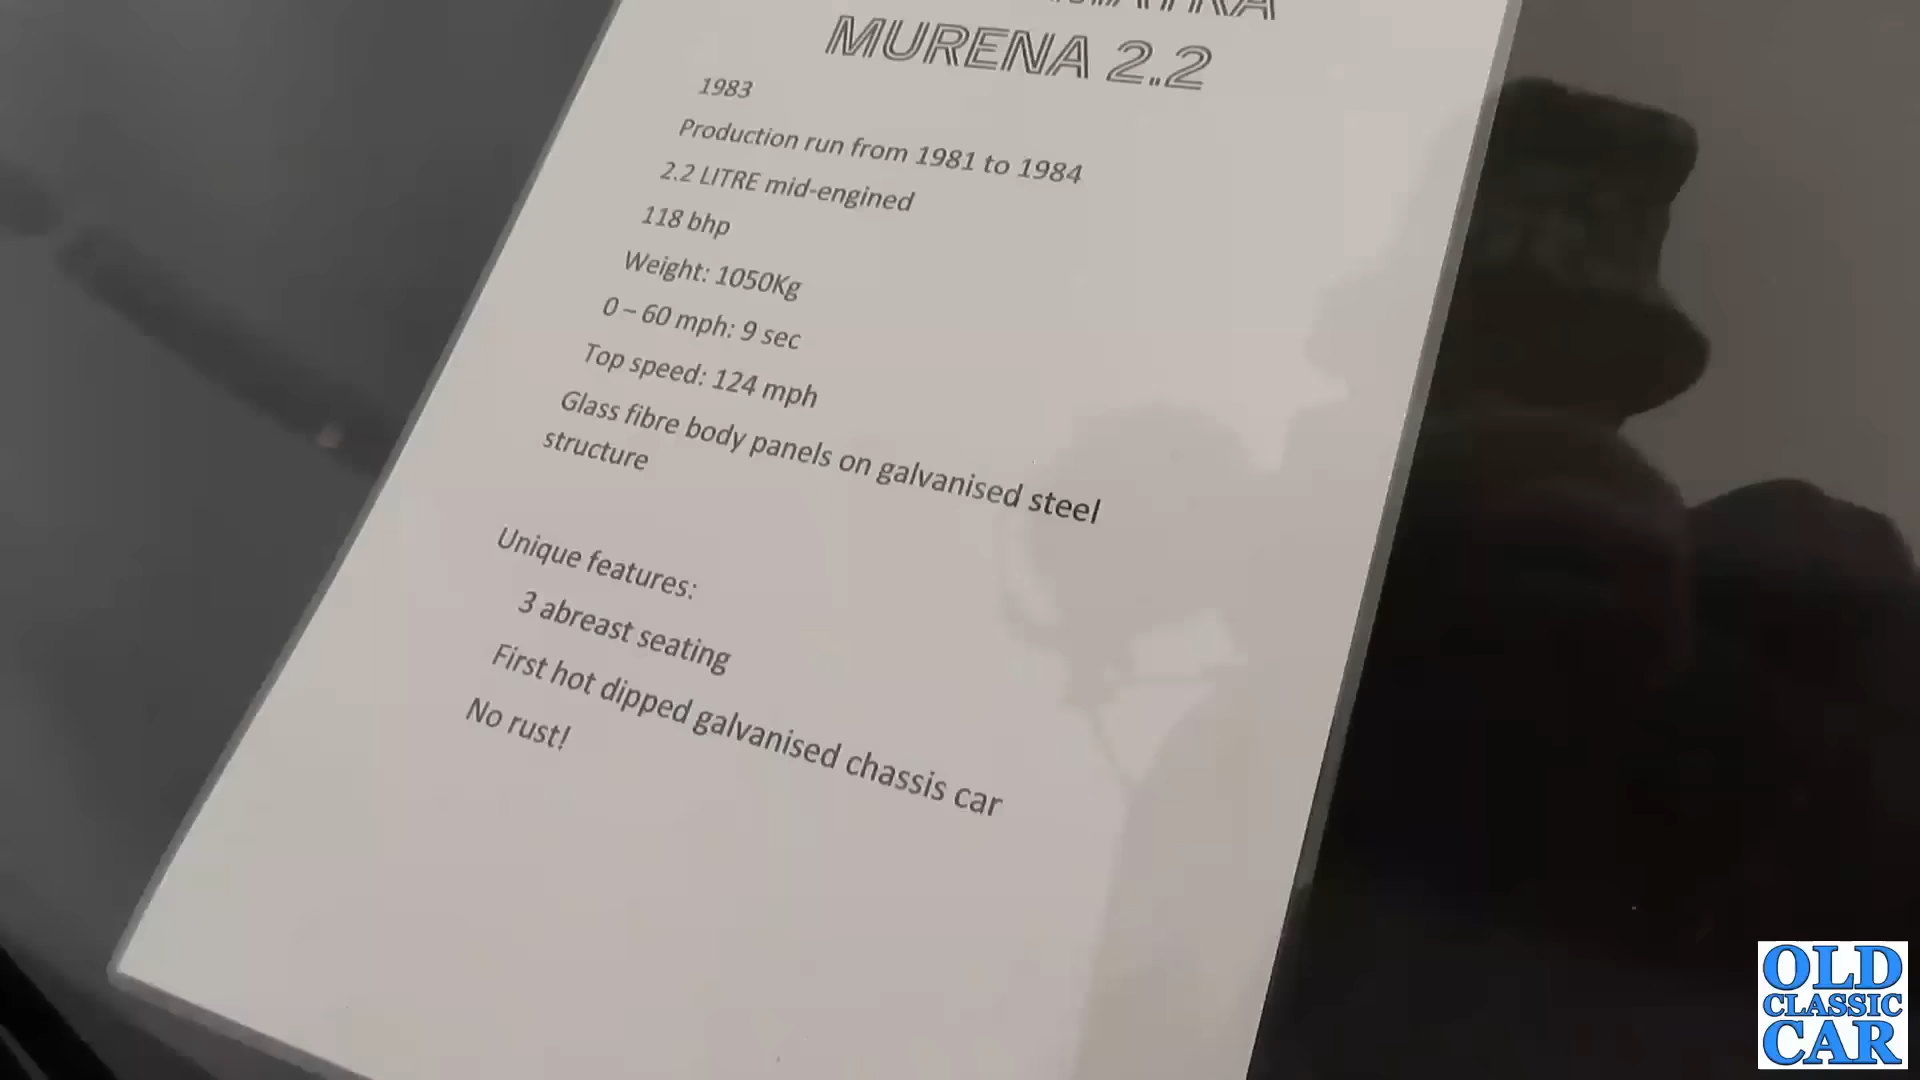 MURENA 2.2
1983
Production run from 1981 to 1984
2.2 LITRE mid-engined
118 bhp
Weight: 1050Kg
0 – 60 mph: 9 sec
Top speed: 124 mph
Glass fibre body panels on galvanised steel
structure
Unique features:
3 abreast seating
First hot dipped galvanised chassis car
No rust!
OLD
CLASSIC
CAR